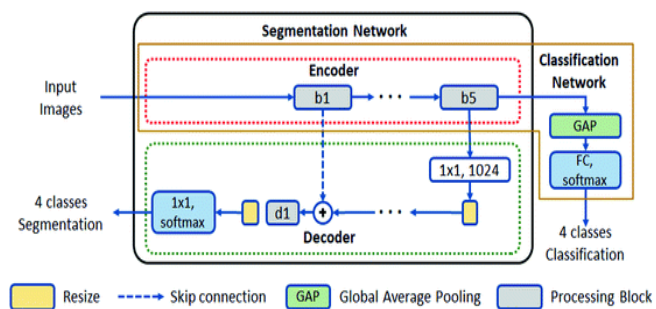 Segmentation Network
Encoder
Classification
Network
Input
Images
b1
b5
GAP
FC,
softmax
1x1, 1024
4 classes
Segmentation
1x1,
softmax
d1
+
Decoder
4 classes
Classification
Resize
Skip connection
GAP
Global Average Pooling
Processing Block